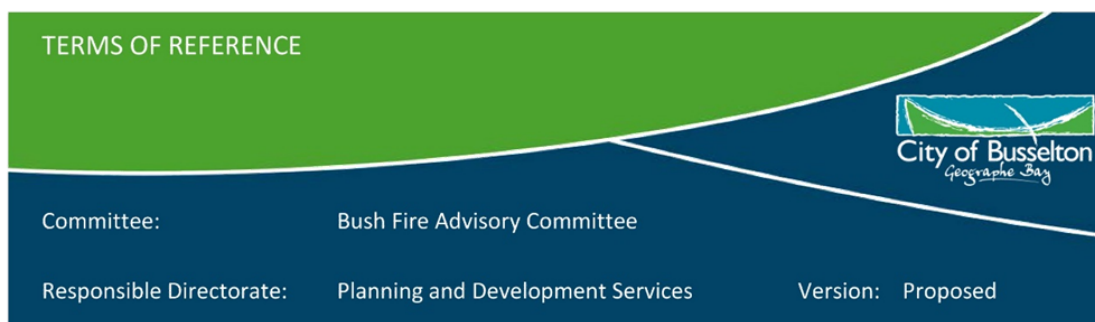 TERMS OF REFERENCE
City of Busselton
Geographe Bay
Committee: Bush Fire Advisory Committee
Responsible Directorate: Planning and Development Services Version: Proposed